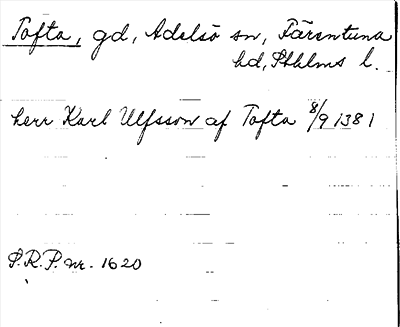 Tofta, gd, Adelsö sn, Färentuna
hd, Sthlms l.
herr Karl Ulfsson af Tofta 8/9 1381
S.R.P. nr. 1620